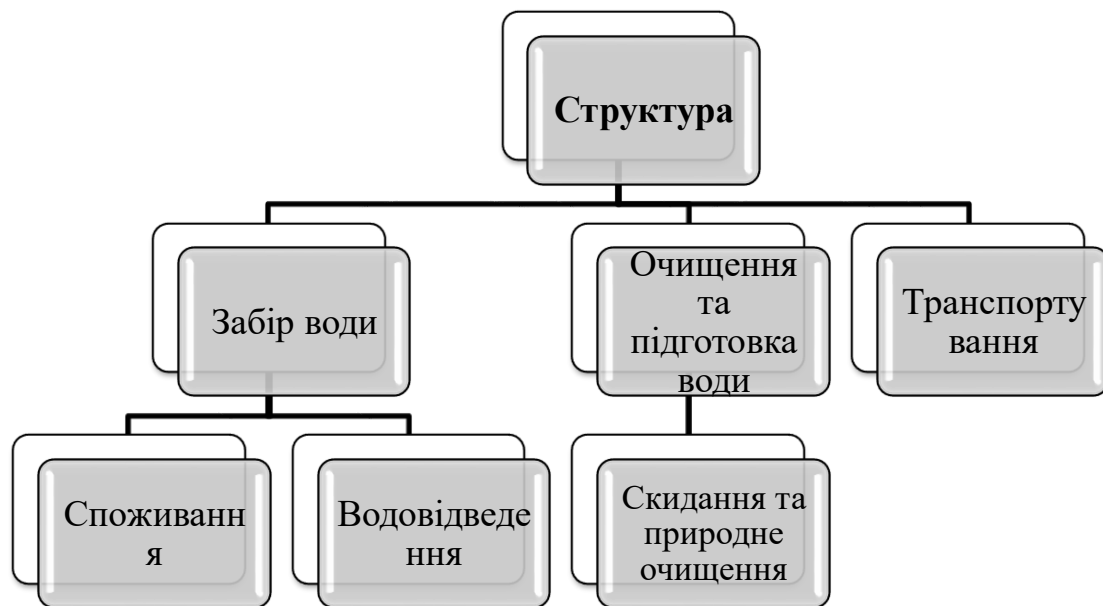 Структура
Забір води
Очищення
та
підготовка
води
Транспорту
вання
Споживанн
я
Водовідведе
ння
Скидання та
природне
очищення